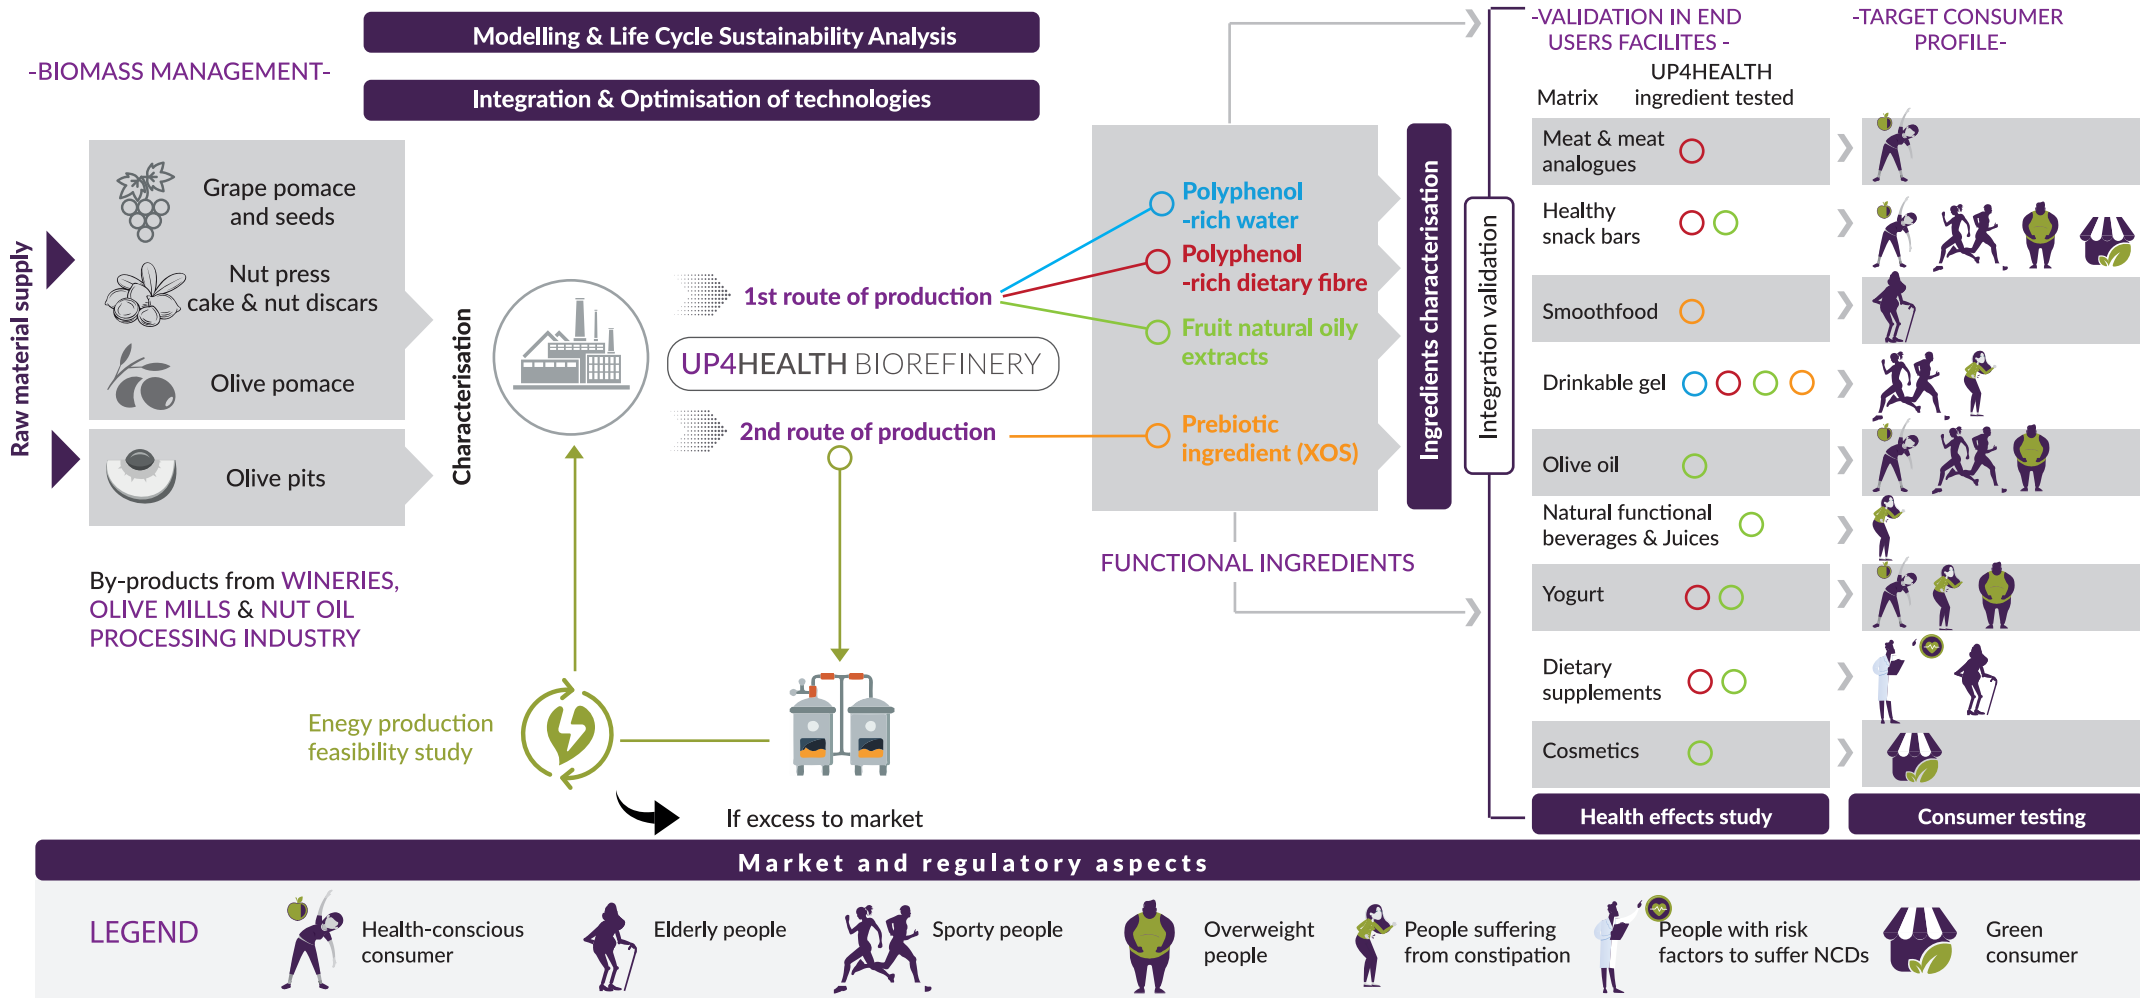 Modelling & Life Cycle Sustainability Analysis
Integration & Optimisation of technologies
-BIOMASS MANAGEMENT-
Raw material supply
Grape pomace
and seeds
Nut press
cake & nut discars
Olive pomace
Olive pits
By-products from WINERIES,
OLIVE MILLS & NUT OIL
PROCESSING INDUSTRY
Characterisation
1st route of production
UP4HEALTH BIOREFINERY
2nd route of production
Enegy production
feasibility study
If excess to market
Polyphenol
-rich water
Polyphenol
-rich dietary fibre
Fruit natural oily
extracts
Prebiotic
ingredient (XOS)
FUNCTIONAL INGREDIENTS
Ingredients characterisation
Integration validation
-VALIDATION IN END
USERS FACILITES -
Matrix
UP4HEALTH
ingredient tested
Meat & meat
analogues
Healthy
snack bars
Smoothfood
Drinkable gel
Olive oil
Natural functional
beverages & Juices
Yogurt
Dietary
supplements
Cosmetics
Health effects study
-TARGET CONSUMER
PROFILE-
Consumer testing
Market and regulatory aspects
LEGEND
Health-conscious
consumer
Elderly people
Sporty people
Overweight
people
People suffering
from constipation
People with risk
factors to suffer NCDs
Green
consumer